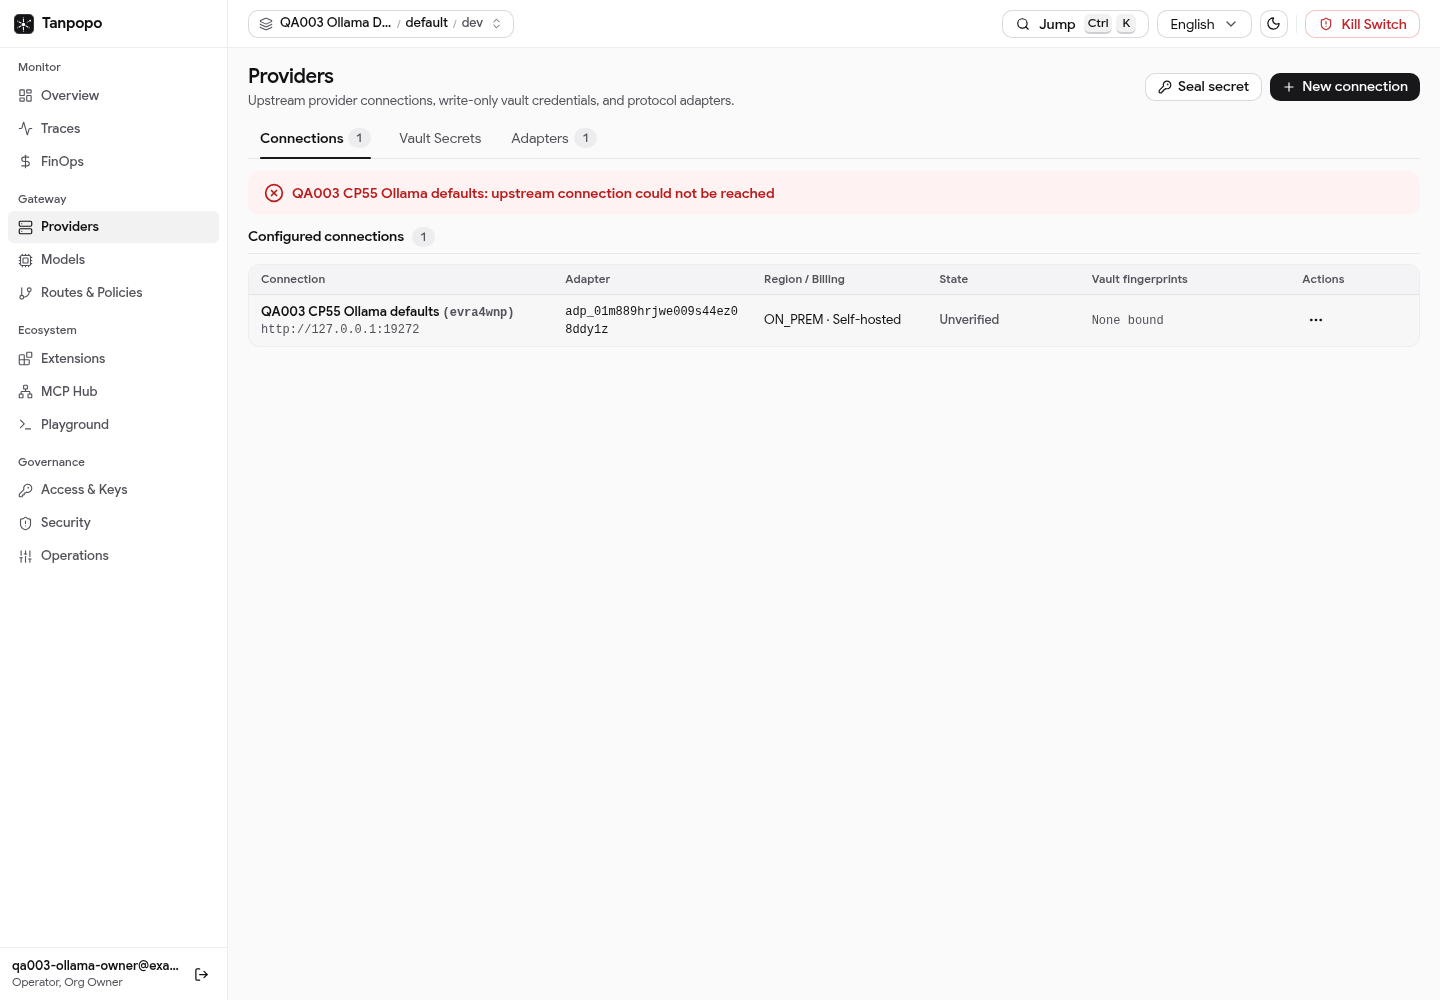 Tanpopo
QA003 Ollama D... / default / dev
Jump Ctrl K
English
Kill Switch
Monitor
Overview
Traces
FinOps
Gateway
Providers
Models
Routes & Policies
Ecosystem
Extensions
MCP Hub
Playground
Governance
Access & Keys
Security
Operations
qa003-ollama-owner@exa...
Operator, Org Owner
Providers
Upstream provider connections, write-only vault credentials, and protocol adapters.
Seal secret
New connection
Connections 1
Vault Secrets
Adapters 1
QA003 CP55 Ollama defaults: upstream connection could not be reached
Configured connections 1
Connection Adapter Region / Billing State Vault fingerprints Actions
QA003 CP55 Ollama defaults (evra4wnp)
http://127.0.0.1:19272
adp_01m889hrjwe009s44ez0
8ddy1z
ON_PREM · Self-hosted
Unverified
None bound